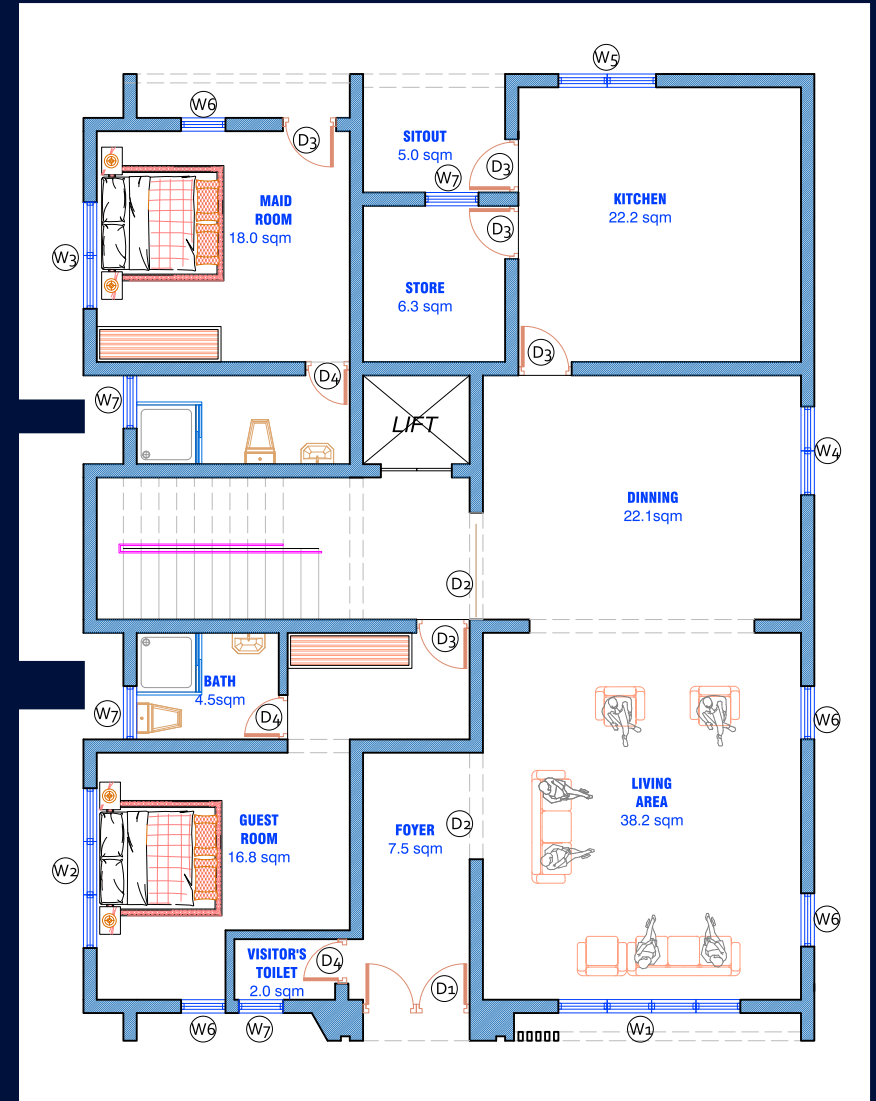 W5
W6
D3
SITOUT
5.0 sqm
D3
W7
MAID
ROOM
18.0 sqm
KITCHEN
22.2 sqm
D3
W3
STORE
6.3 sqm
D3
D4
W7
LIFT
W4
DINNING
22.1sqm
D2
D3
BATH
4.5sqm
D4
W7
W6
LIVING
AREA
38.2 sqm
GUEST
ROOM
16.8 sqm
FOYER
7.5 sqm
D2
W2
W6
VISITOR'S
TOILET
2.0 sqm
D4
D1
W6
W7
W1